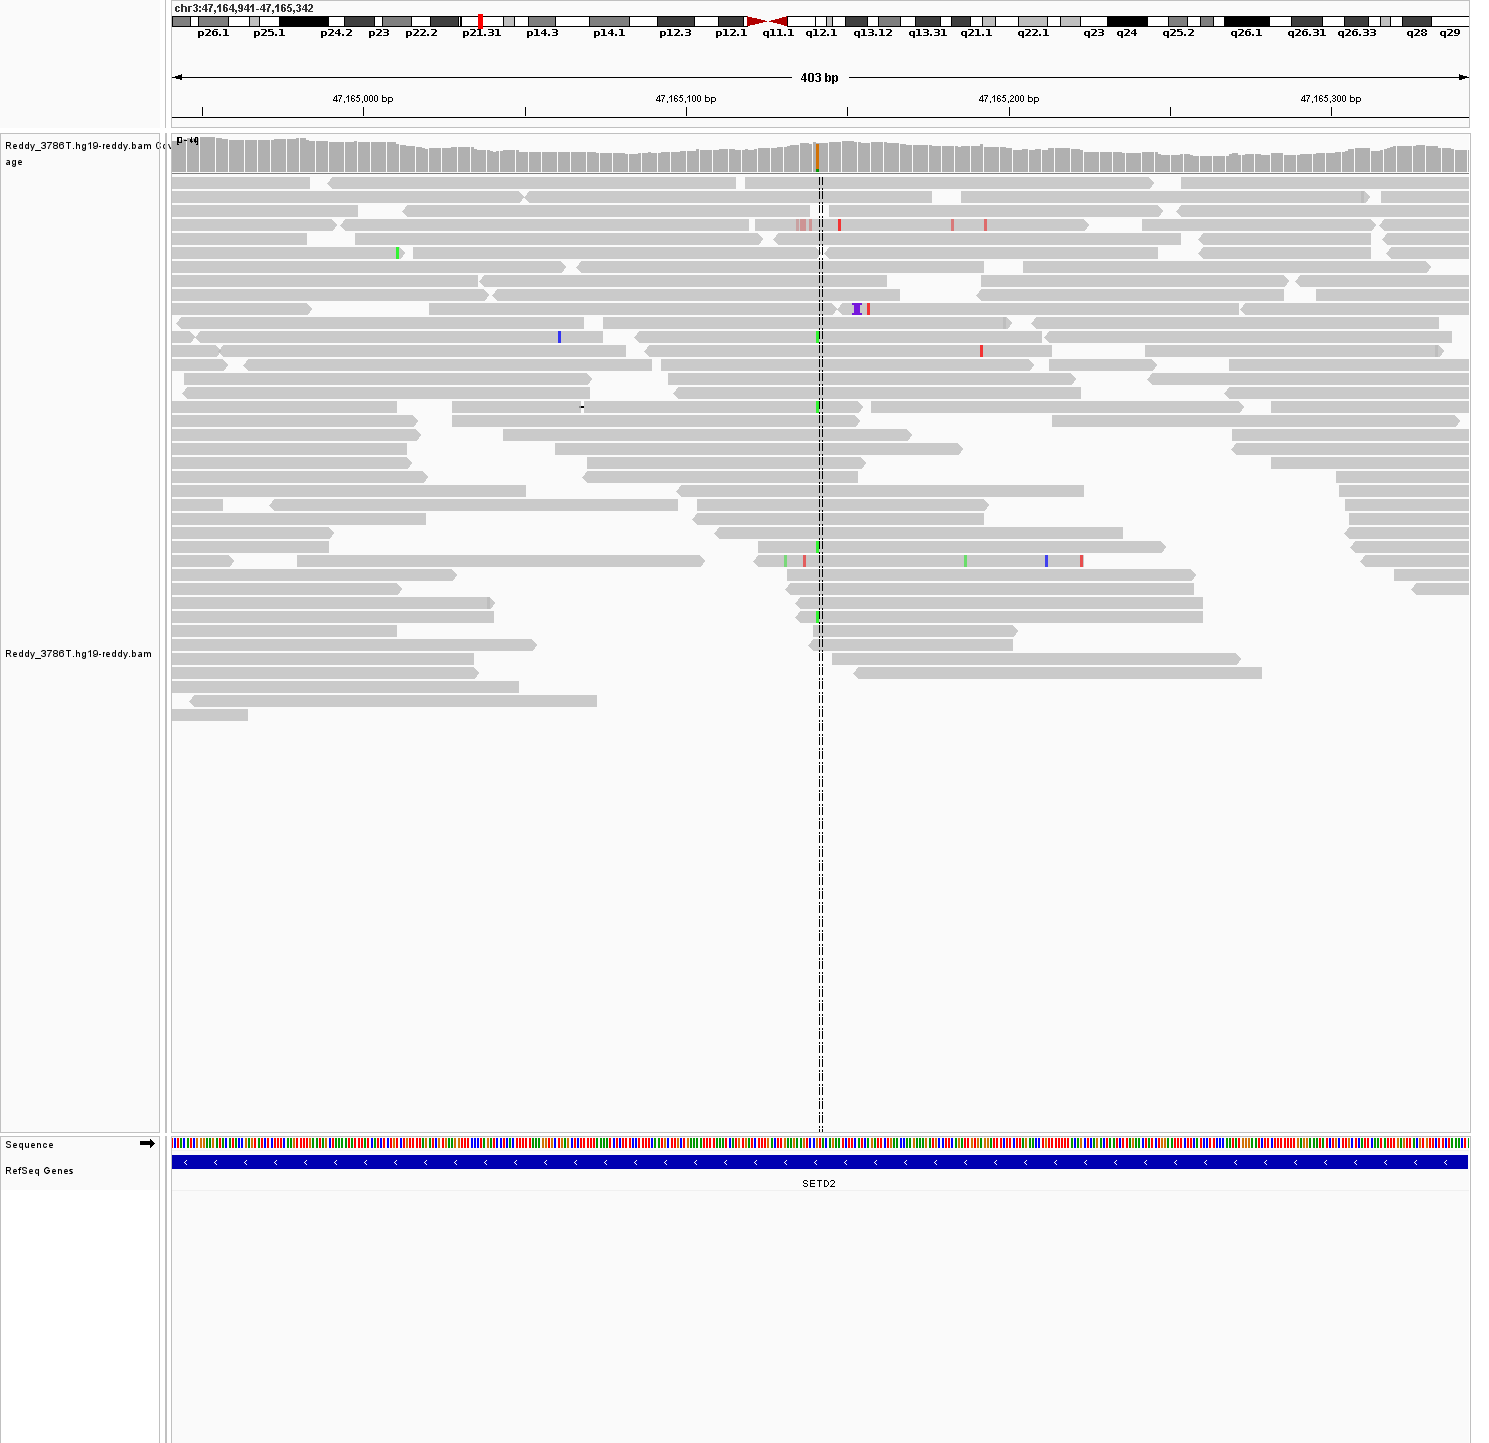 chr3:47,164,941-47,165,342
p26.1 p25.1 p24.2 p23 p22.2 p21.31 p14.3 p14.1 p12.3 p12.1 q11.1 q12.1 q13.12 q13.31 q21.1 q22.1 q23 q24 q25.2 q26.1 q26.31 q26.33 q28 q29
403 bp
47,165,000 bp 47,165,100 bp 47,165,200 bp 47,165,300 bp
Reddy_3786T.hg19-reddy.bam Cov
age
Reddy_3786T.hg19-reddy.bam
Sequence
RefSeq Genes
SETD2